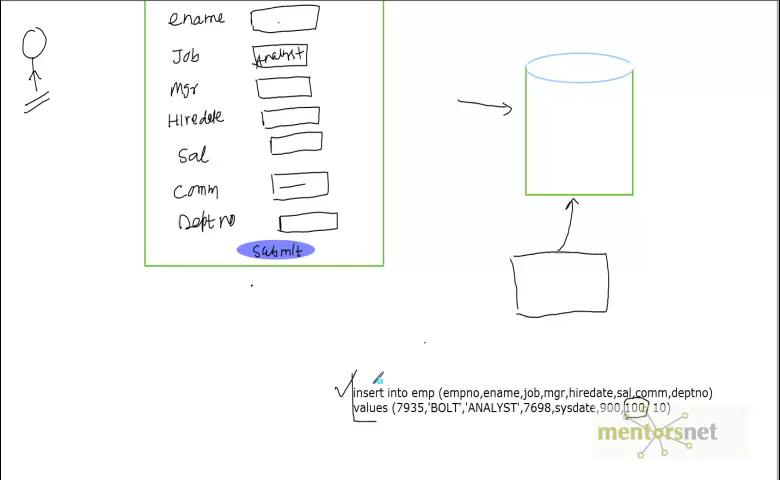 ename
Job Analyst
Mgr
Hiredate
Sal
Comm
Deptno
Submit
insert into emp (empno,ename,job,mgr,hiredate,sal,comm,deptno)
values (7935,'BOLT','ANALYST',7698,sysdate,900,100, 10)
mentorsnet